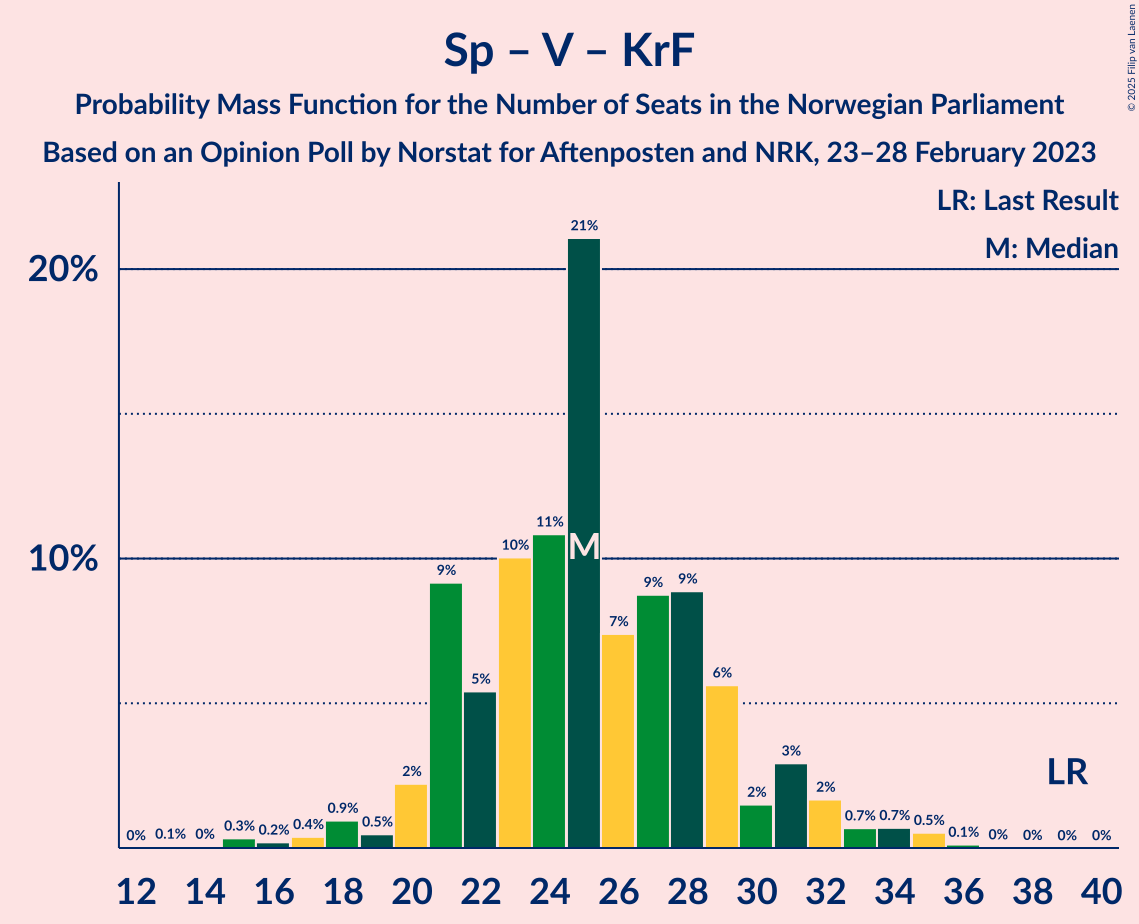 Sp – V – KrF
Probability Mass Function for the Number of Seats in the Norwegian Parliament
Based on an Opinion Poll by Norstat for Aftenposten and NRK, 23–28 February 2023
© 2025 Filip van Laenen
LR: Last Result
M: Median
20%
10%
0% 0.1% 0% 0.3% 0.2% 0.4% 0.9% 0.5% 2% 9% 5% 10% 11% 21% 7% 9% 9% 6% 2% 3% 2% 0.7% 0.7% 0.5% 0.1% 0% 0% 0% 0%
M
LR
12 14 16 18 20 22 24 26 28 30 32 34 36 38 40